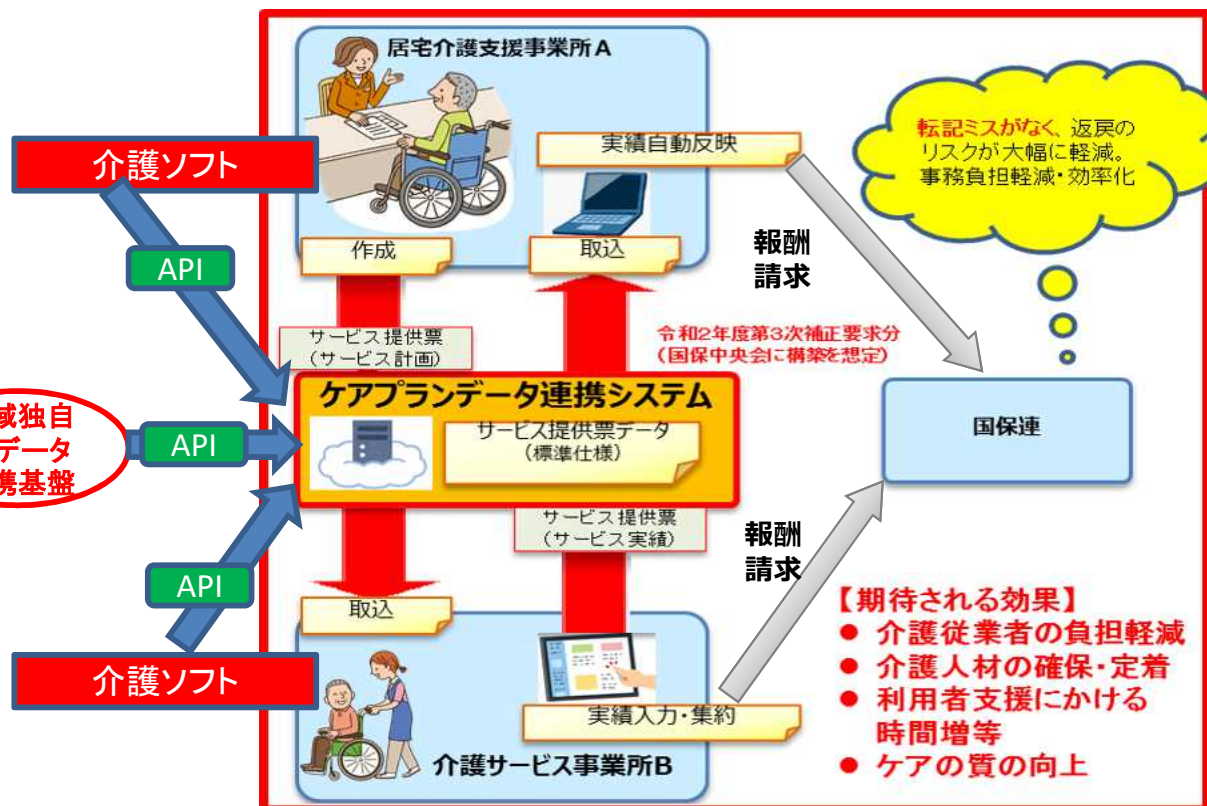 居宅介護支援事業所A
介護ソフト
実績自動反映
転記ミスがなく、返戻の
リスクが大幅に軽減。
事務負担軽減・効率化
作成
取込
報酬
請求
API
サービス提供票
(サービス計画)
令和2年度第3次補正要求分
(国保中央会に構築を想定)
ケアプランデータ連携システム
サービス提供票データ
(標準仕様)
域独自
データ
携基盤
API
国保連
サービス提供票
(サービス実績)
報酬
請求
API
取込
介護ソフト
実績入力・集約
介護サービス事業所B
【期待される効果】
● 介護従業者の負担軽減
● 介護人材の確保・定着
● 利用者支援にかける
時間増等
● ケアの質の向上